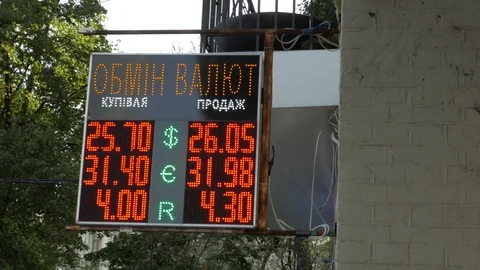 ОБМІН ВАЛЮТ
КУПІВЛЯ ПРОДАЖ
25.70 $ 26.05
31.40 € 31.98
4.00 R 4.30